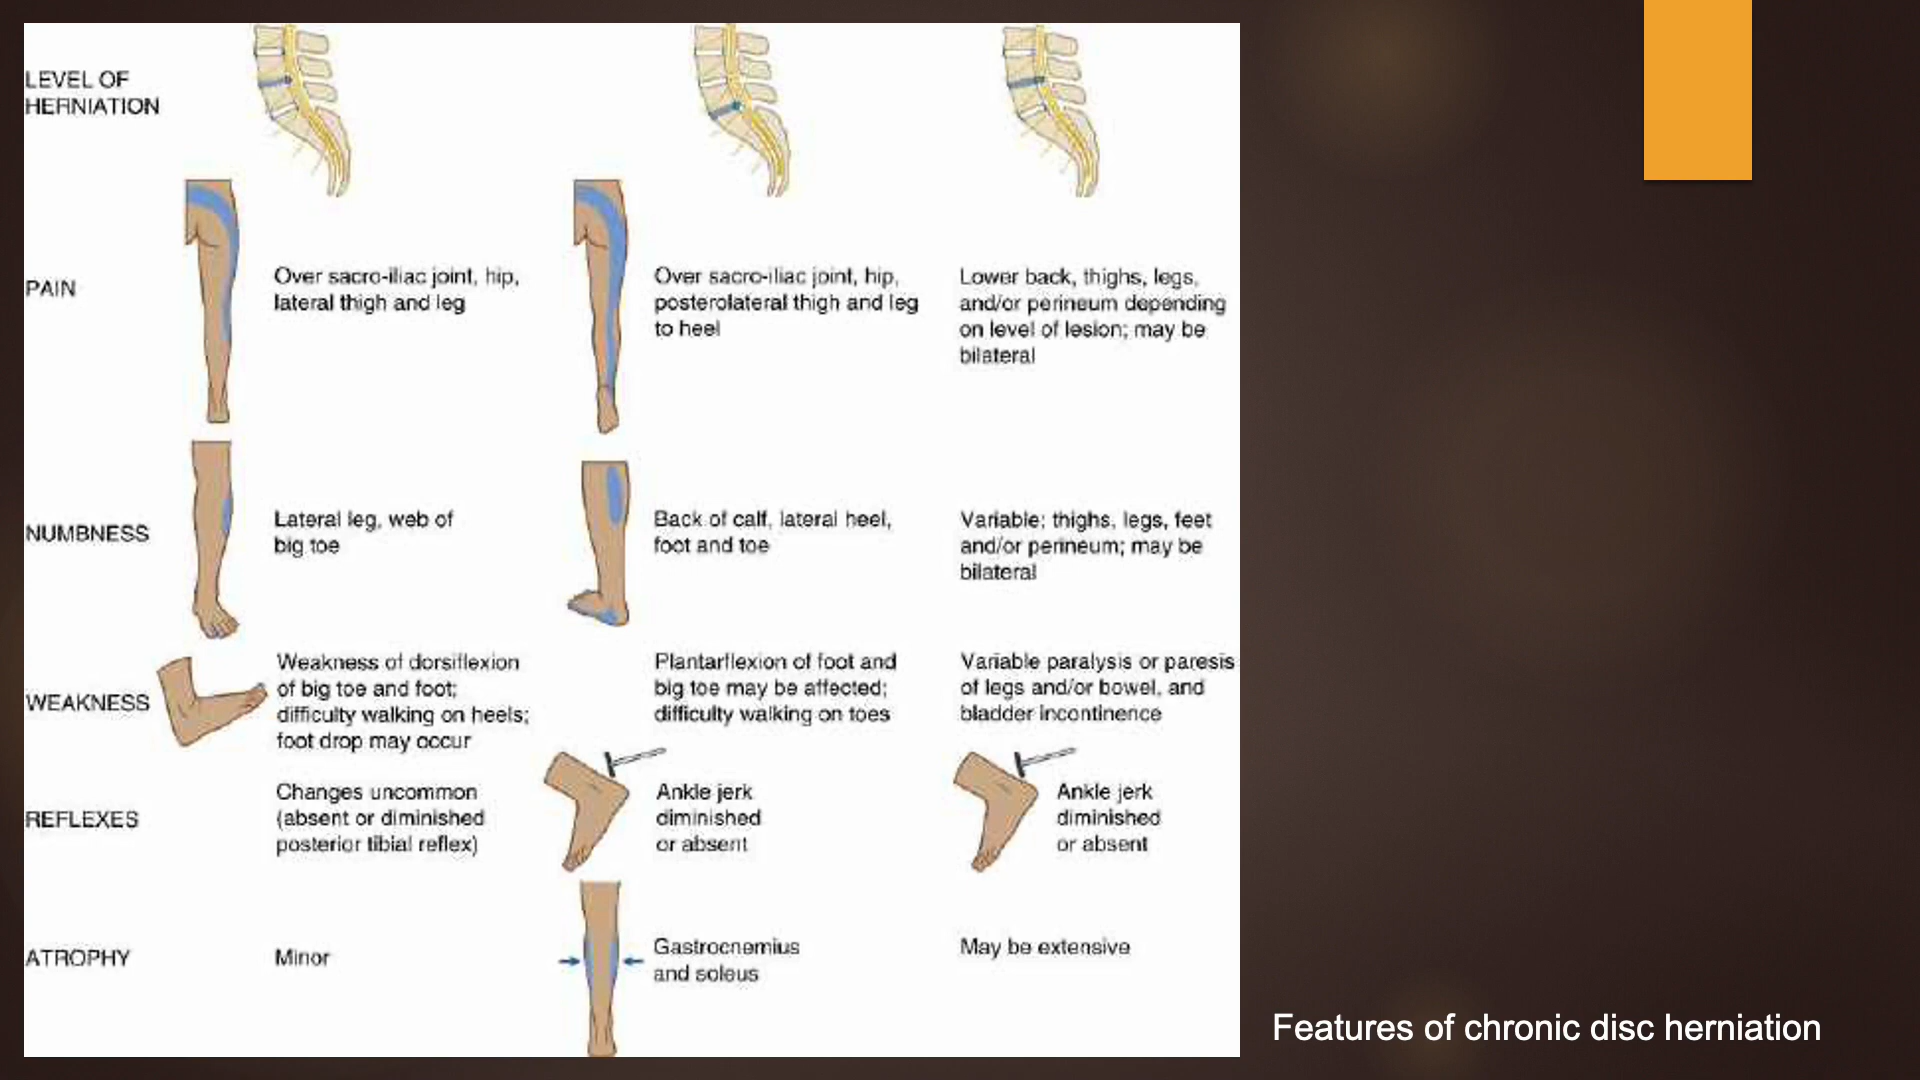 LEVEL OF
HERNIATION
PAIN
Over sacro-iliac joint, hip,
lateral thigh and leg
Over sacro-iliac joint, hip,
posterolateral thigh and leg
to heel
Lower back, thighs, legs,
and/or perineum depending
on level of lesion; may be
bilateral
NUMBNESS
Lateral leg, web of
big toe
Back of calf, lateral heel,
foot and toe
Variable; thighs, legs, feet
and/or perineum; may be
bilateral
WEAKNESS
Weakness of dorsiflexion
of big toe and foot;
difficulty walking on heels;
foot drop may occur
Plantarflexion of foot and
big toe may be affected;
difficulty walking on toes
Variable paralysis or paresis
of legs and/or bowel, and
bladder incontinence
REFLEXES
Changes uncommon
(absent or diminished
posterior tibial reflex)
Ankle jerk
diminished
or absent
Ankle jerk
diminished
or absent
ATROPHY
Minor
Gastrocnemius
and soleus
May be extensive
Features of chronic disc herniation